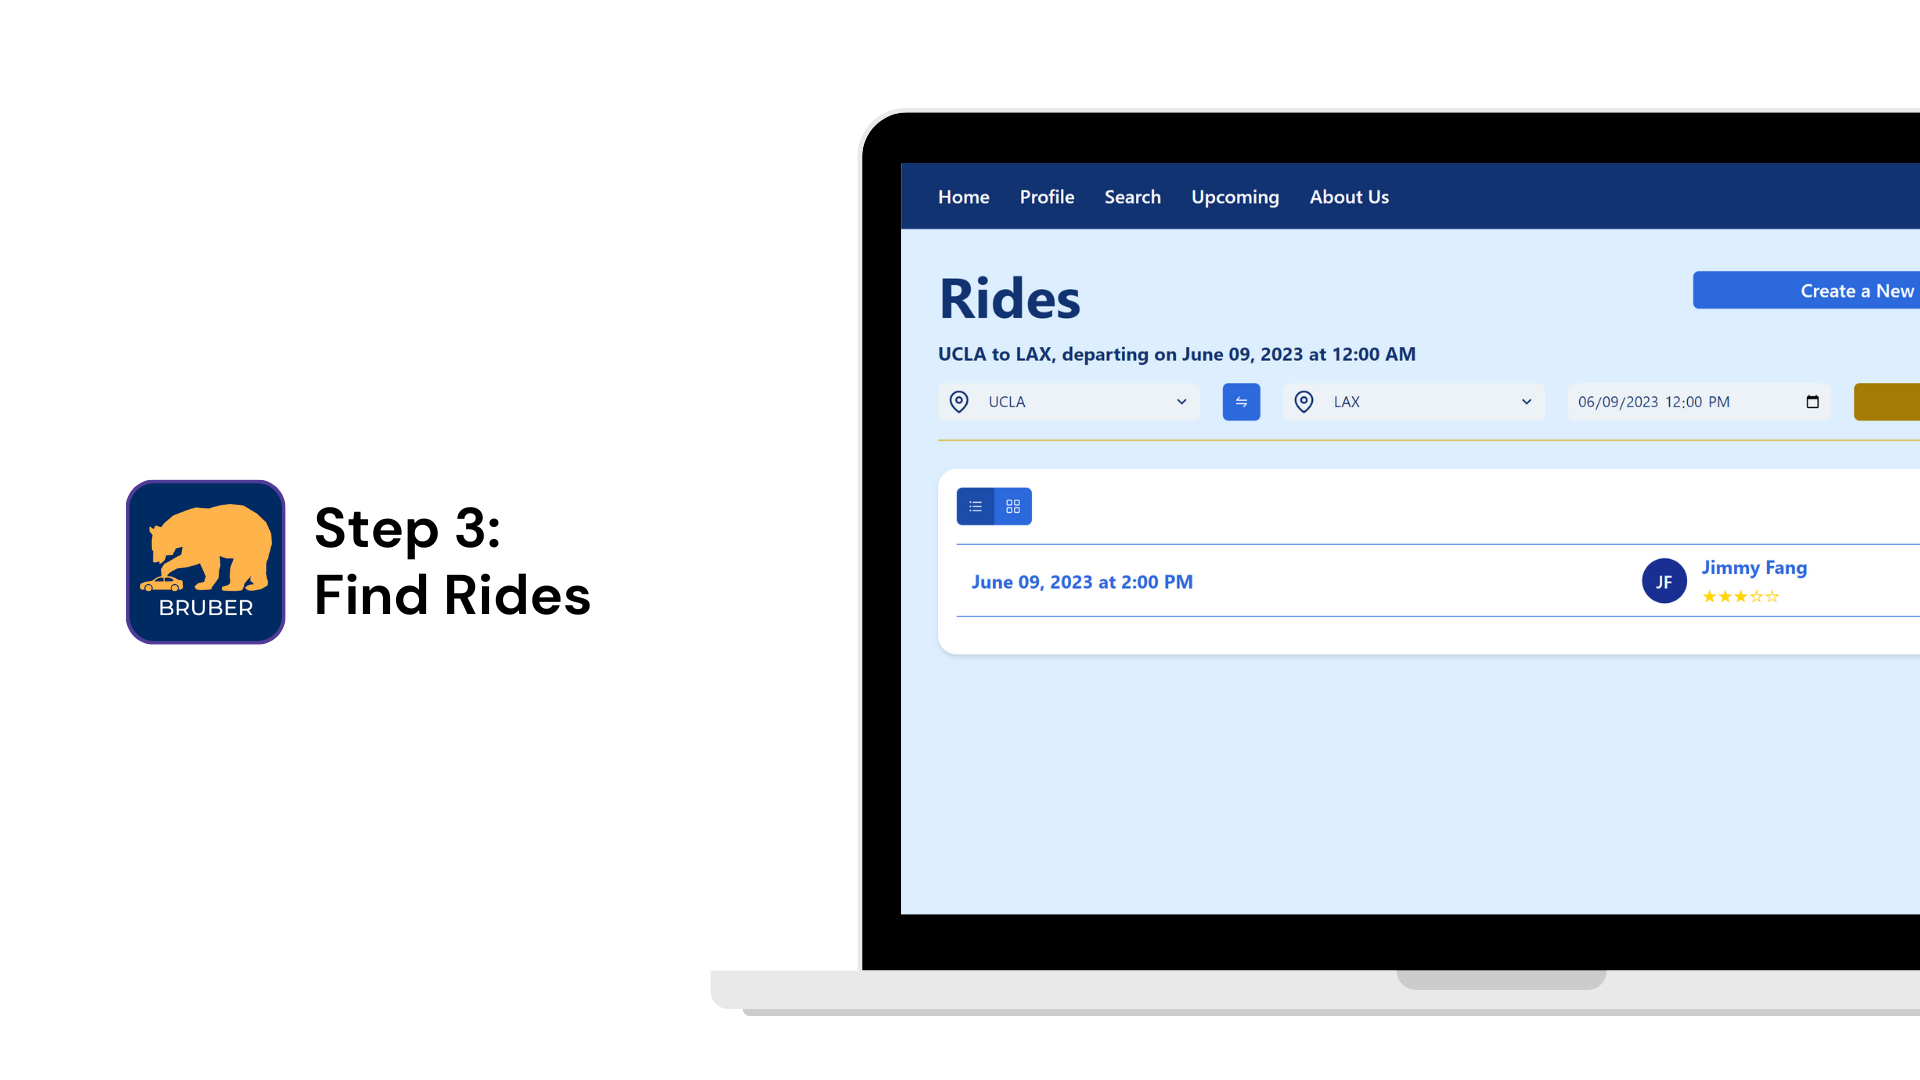 BRUBER
Step 3:
Find Rides
Home Profile Search Upcoming About Us
Rides
Create a New
UCLA to LAX, departing on June 09, 2023 at 12:00 AM
UCLA
LAX
06/09/2023 12:00 PM
June 09, 2023 at 2:00 PM
JF
Jimmy Fang